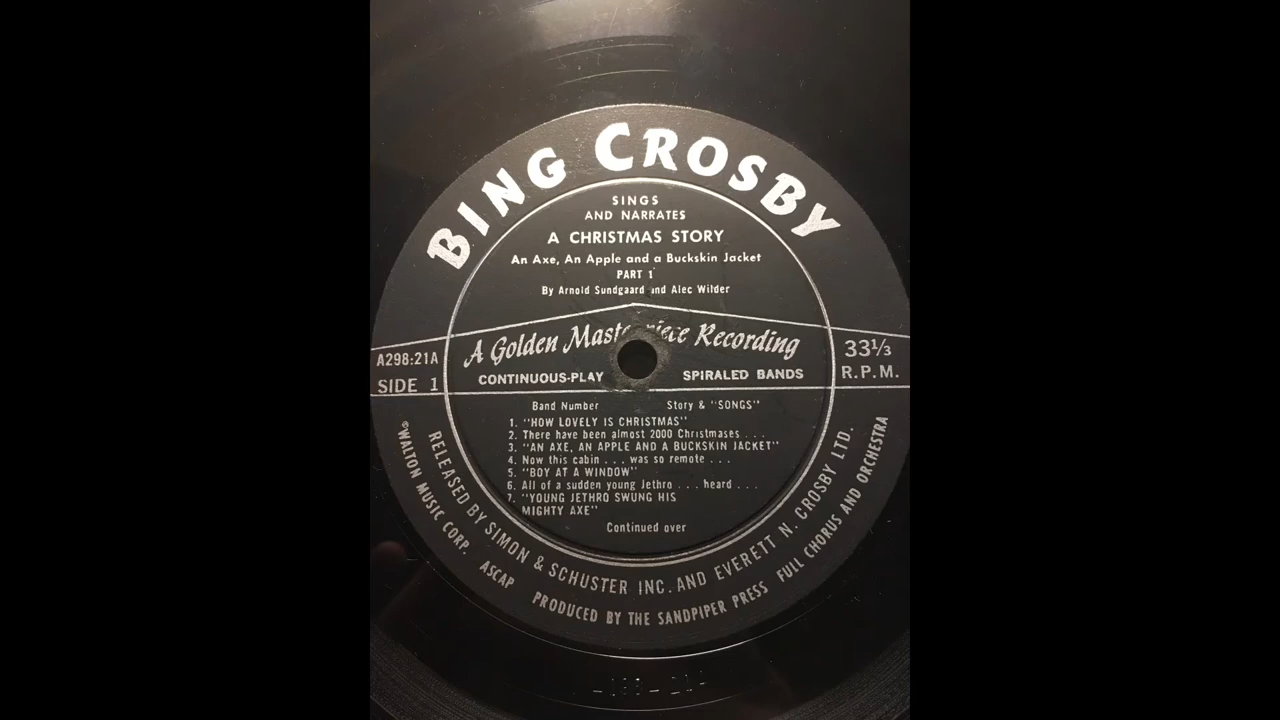 BING CROSBY
SINGS
AND NARRATES
A CHRISTMAS STORY
An Axe, An Apple and a Buckskin Jacket
PART 1
By Arnold Sundgaard and Alec Wilder
A Golden Masterpiece Recording
CONTINUOUS-PLAY SPIRALED BANDS
A298:21A
SIDE 1
33⅓
R.P.M.
Band Number Story & "SONGS"
1. "HOW LOVELY IS CHRISTMAS"
2. There have been almost 2000 Christmases . . .
3. "AN AXE, AN APPLE AND A BUCKSKIN JACKET"
4. Now this cabin . . . was so remote . . .
5. "BOY AT A WINDOW"
6. All of a sudden young Jethro . . . heard . . .
7. "YOUNG JETHRO SWUNG HIS
MIGHTY AXE"
Continued over
RELEASED BY SIMON & SCHUSTER INC. AND EVERETT N. CROSBY LTD.
©WALTON MUSIC CORP. ASCAP PRODUCED BY THE SANDPIPER PRESS FULL CHORUS AND ORCHESTRA